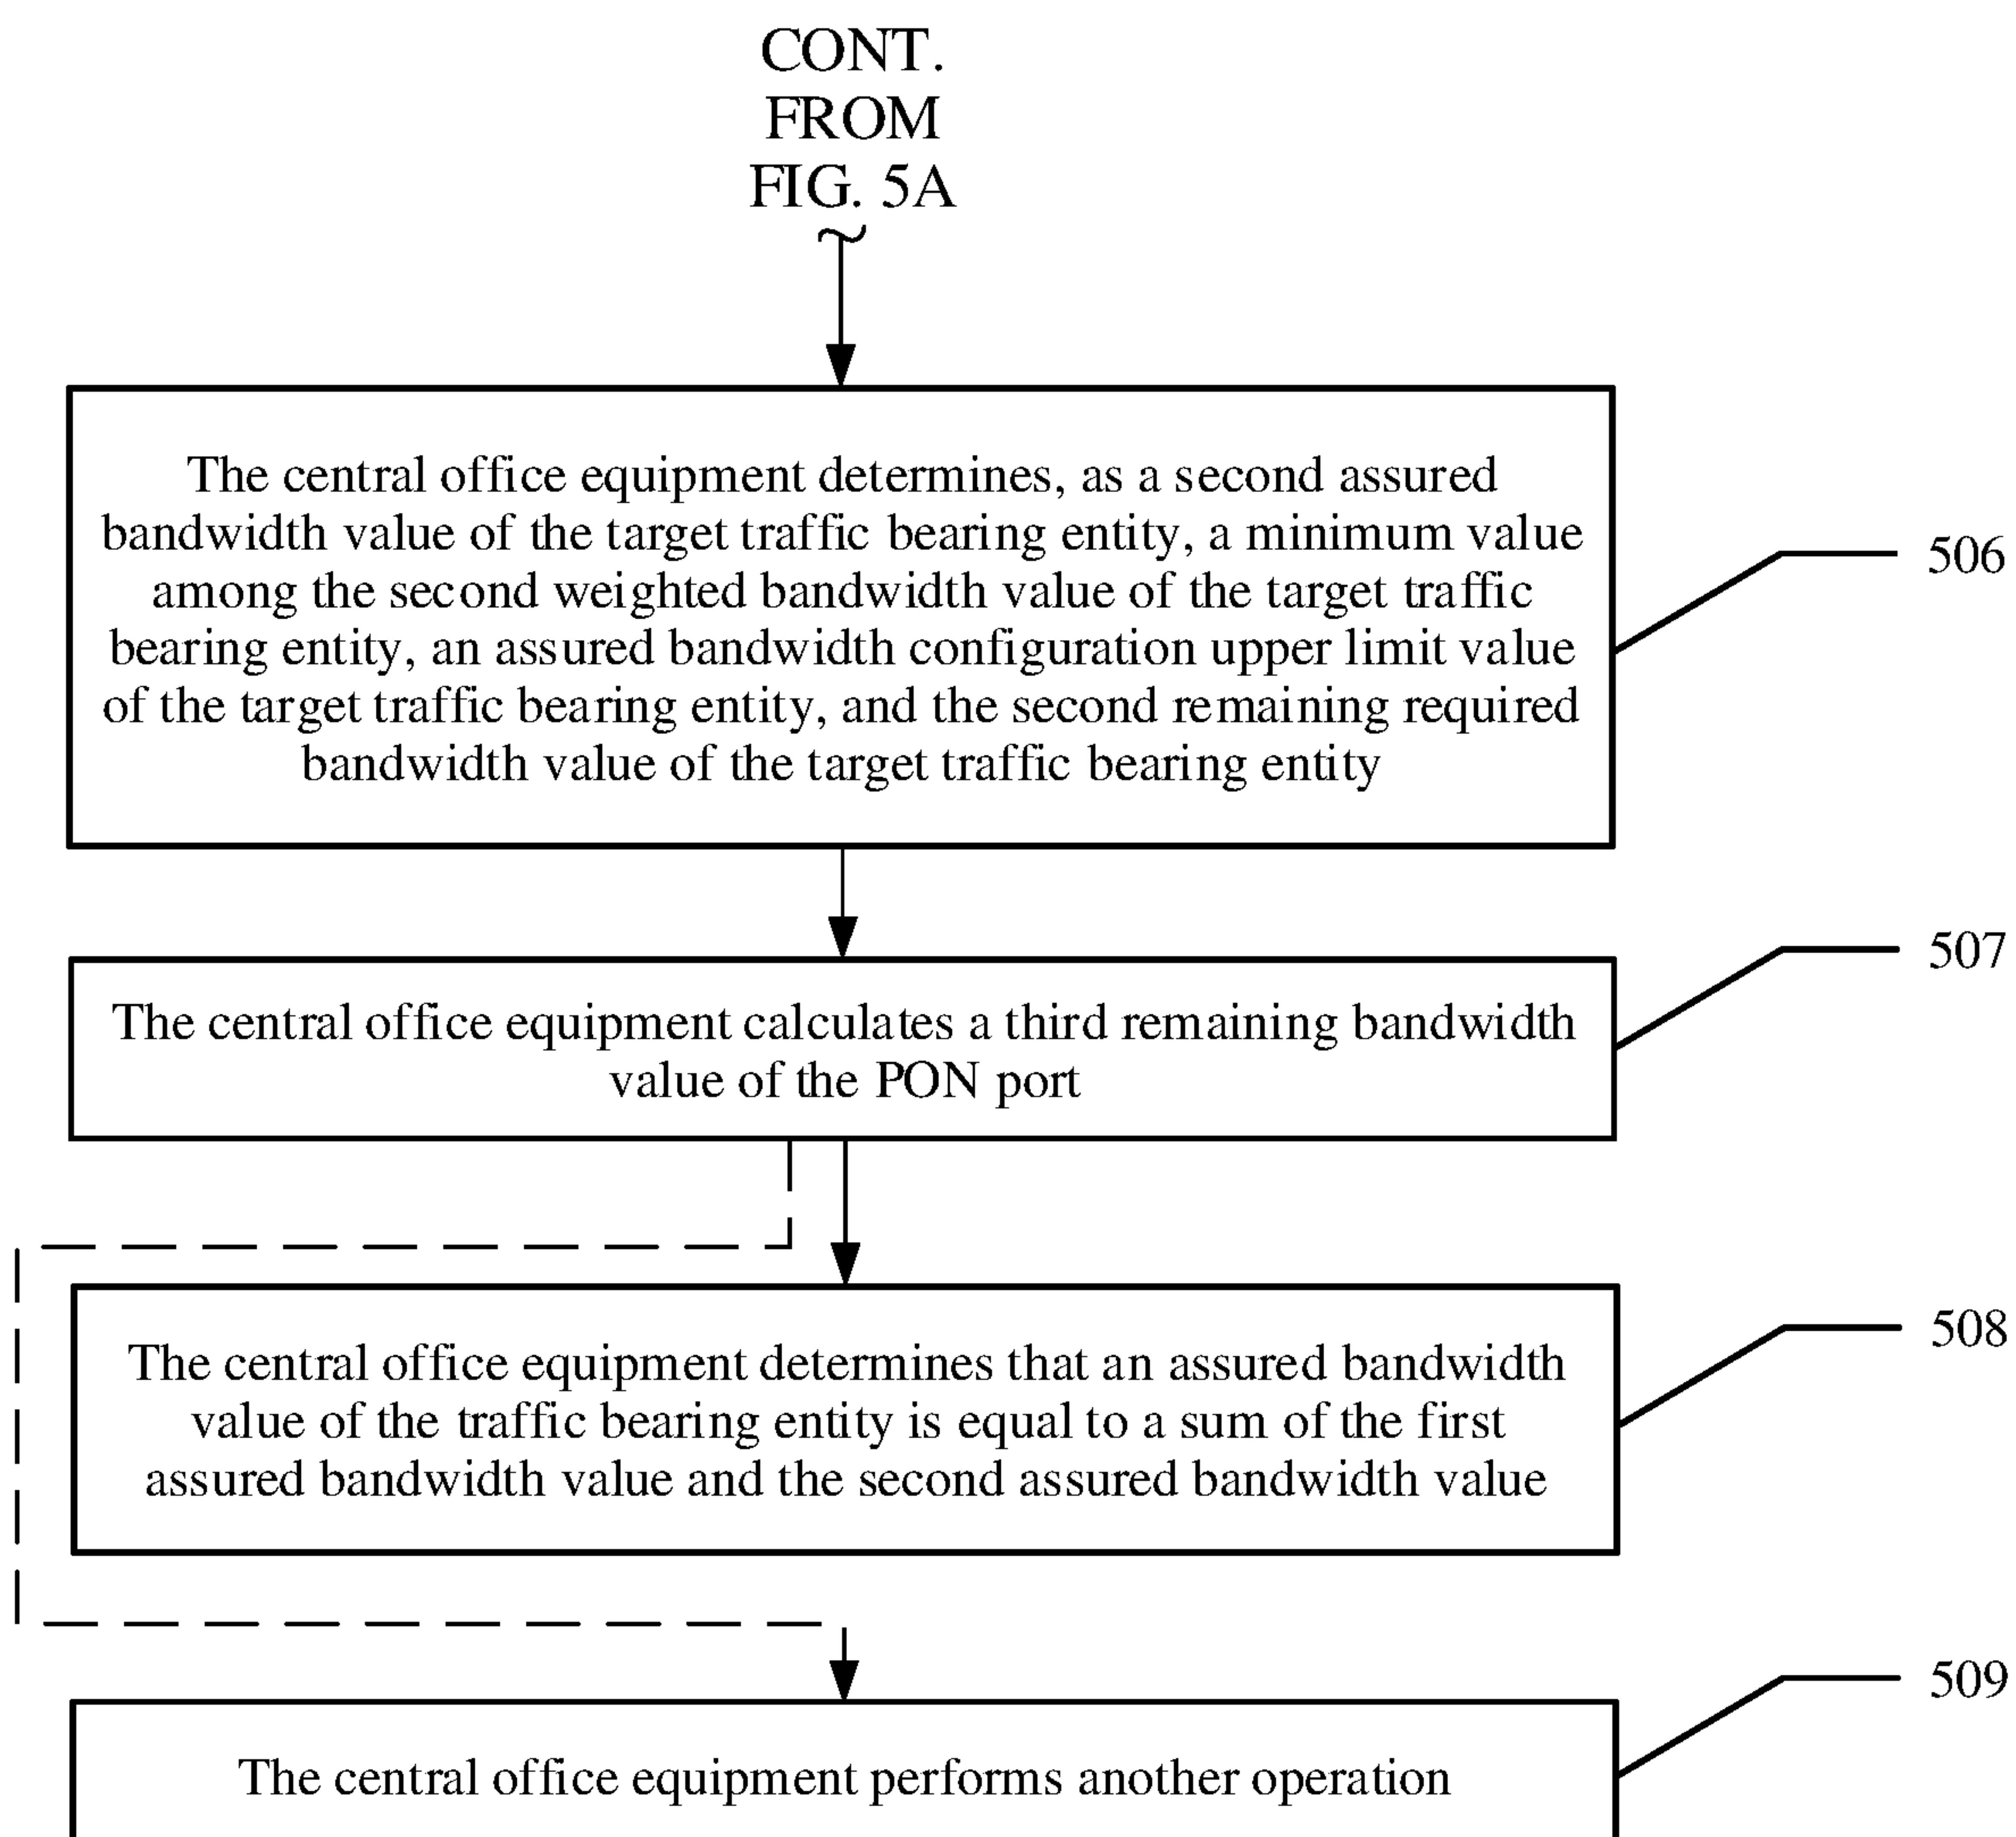 CONT.
FROM
FIG. 5A
The central office equipment determines, as a second assured
bandwidth value of the target traffic bearing entity, a minimum value
among the second weighted bandwidth value of the target traffic
bearing entity, an assured bandwidth configuration upper limit value
of the target traffic bearing entity, and the second remaining required
bandwidth value of the target traffic bearing entity
506
The central office equipment calculates a third remaining bandwidth
value of the PON port
507
The central office equipment determines that an assured bandwidth
value of the traffic bearing entity is equal to a sum of the first
assured bandwidth value and the second assured bandwidth value
508
The central office equipment performs another operation
509